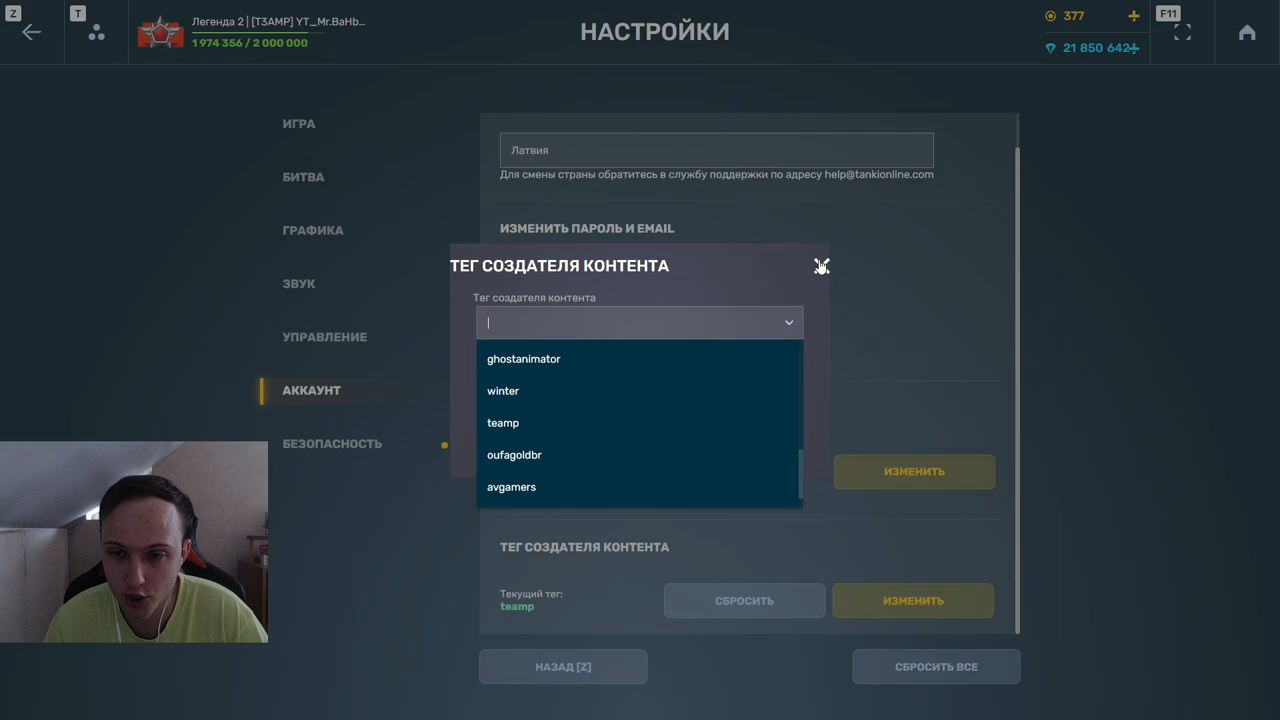 Z
T
Легенда 2 | [T3AMP] YT_Mr.BaHb...
1 974 356 / 2 000 000
НАСТРОЙКИ
377
21 850 642
F11
ИГРА
БИТВА
ГРАФИКА
ЗВУК
УПРАВЛЕНИЕ
АККАУНТ
БЕЗОПАСНОСТЬ
Латвия
Для смены страны обратитесь в службу поддержки по адресу help@tankionline.com
ИЗМЕНИТЬ ПАРОЛЬ И EMAIL
ТЕГ СОЗДАТЕЛЯ КОНТЕНТА
Тег создателя контента
ghostanimator
winter
teamp
oufagoldbr
avgamers
ИЗМЕНИТЬ
ТЕГ СОЗДАТЕЛЯ КОНТЕНТА
Текущий тег:
teamp
СБРОСИТЬ
ИЗМЕНИТЬ
НАЗАД [Z]
СБРОСИТЬ ВСЕ